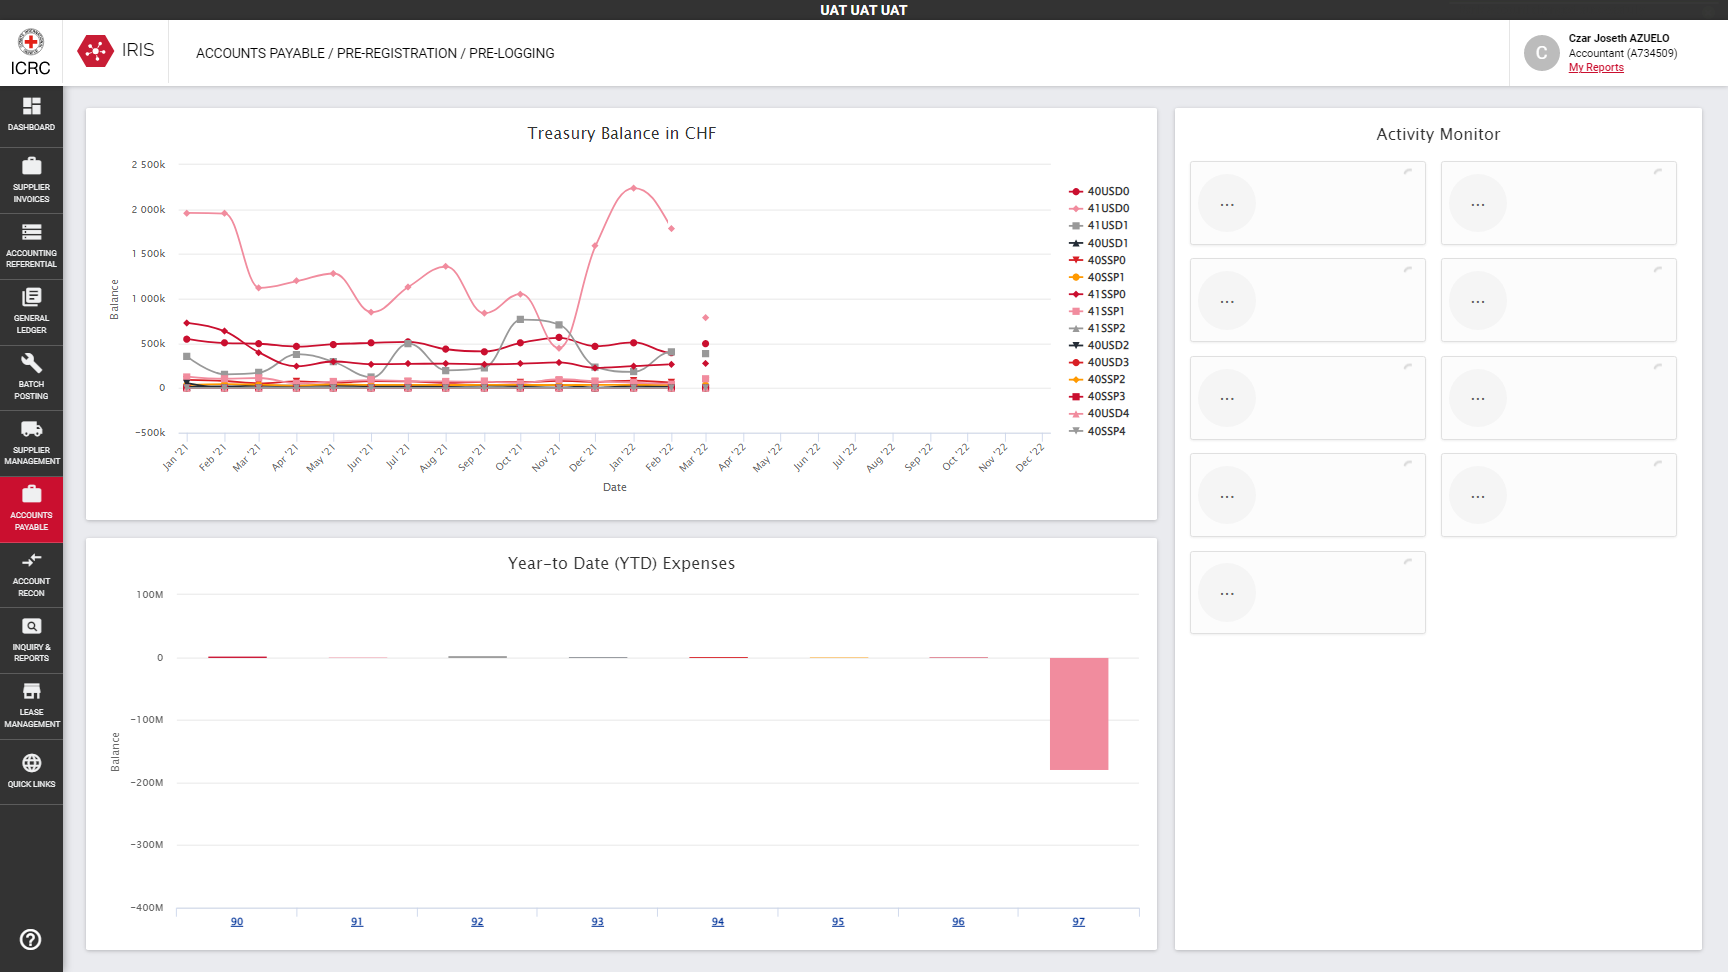 UAT UAT UAT
ICRC
IRIS
ACCOUNTS PAYABLE / PRE-REGISTRATION / PRE-LOGGING
C
Czar Joseth AZUELO
Accountant (A734509)
My Reports
DASHBOARD
SUPPLIER
INVOICES
ACCOUNTING
REFERENTIAL
GENERAL
LEDGER
BATCH
POSTING
SUPPLIER
MANAGEMENT
ACCOUNTS
PAYABLE
ACCOUNT
RECON
INQUIRY &
REPORTS
LEASE
MANAGEMENT
QUICK LINKS
Treasury Balance in CHF
2 500k
2 000k
1 500k
1 000k
500k
0
-500k
Balance
Jan '21
Feb '21
Mar '21
Apr '21
May '21
Jun '21
Jul '21
Aug '21
Sep '21
Oct '21
Nov '21
Dec '21
Jan '22
Feb '22
Mar '22
Apr '22
May '22
Jun '22
Jul '22
Aug '22
Sep '22
Oct '22
Nov '22
Dec '22
Date
40USD0
41USD0
41USD1
40USD1
40SSP0
40SSP1
41SSP0
41SSP1
41SSP2
40USD2
40USD3
40SSP2
40SSP3
40USD4
40SSP4
Year-to Date (YTD) Expenses
100M
0
-100M
-200M
-300M
-400M
Balance
90
91
92
93
94
95
96
97
Activity Monitor
...
...
...
...
...
...
...
...
...